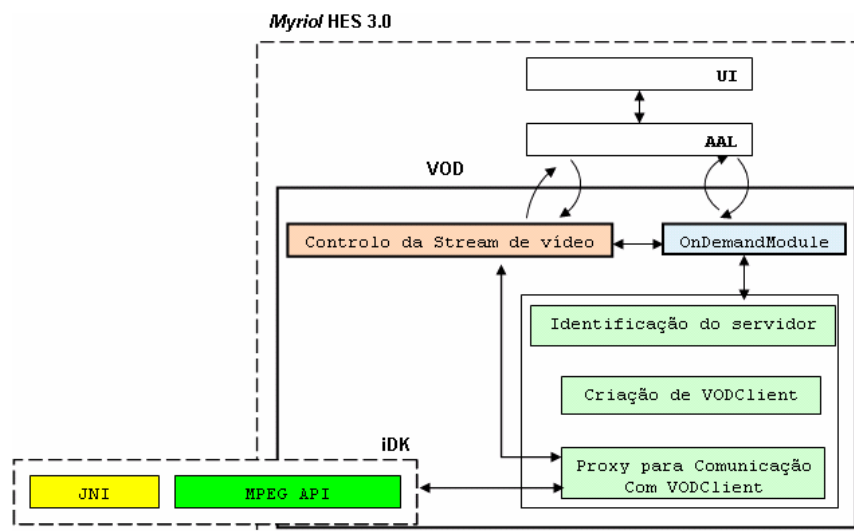 Myriol HES 3.0
UI
AAL
VOD
Controlo da Stream de vídeo
OnDemandModule
Identificação do servidor
Criação de VODClient
iDK
Proxy para Comunicação
Com VODClient
JNI
MPEG API